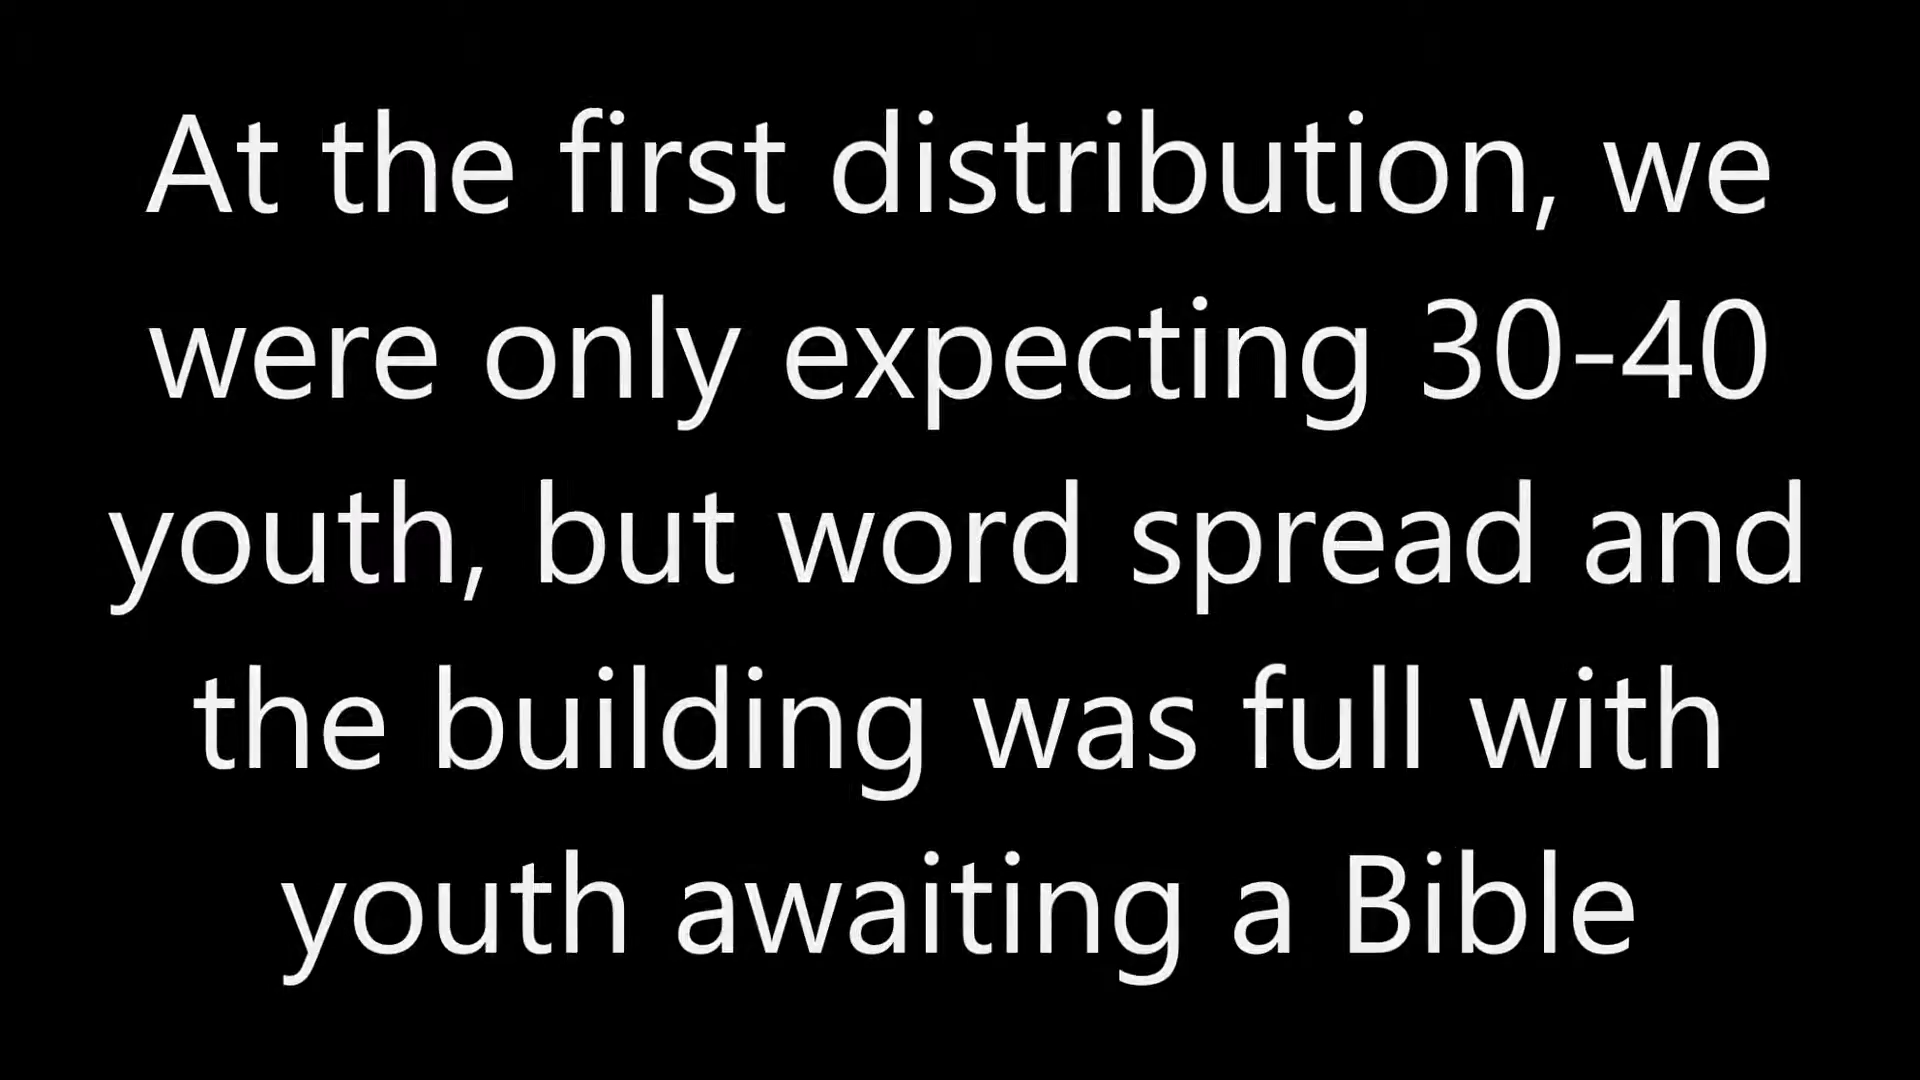 At the first distribution, we
were only expecting 30-40
youth, but word spread and
the building was full with
youth awaiting a Bible